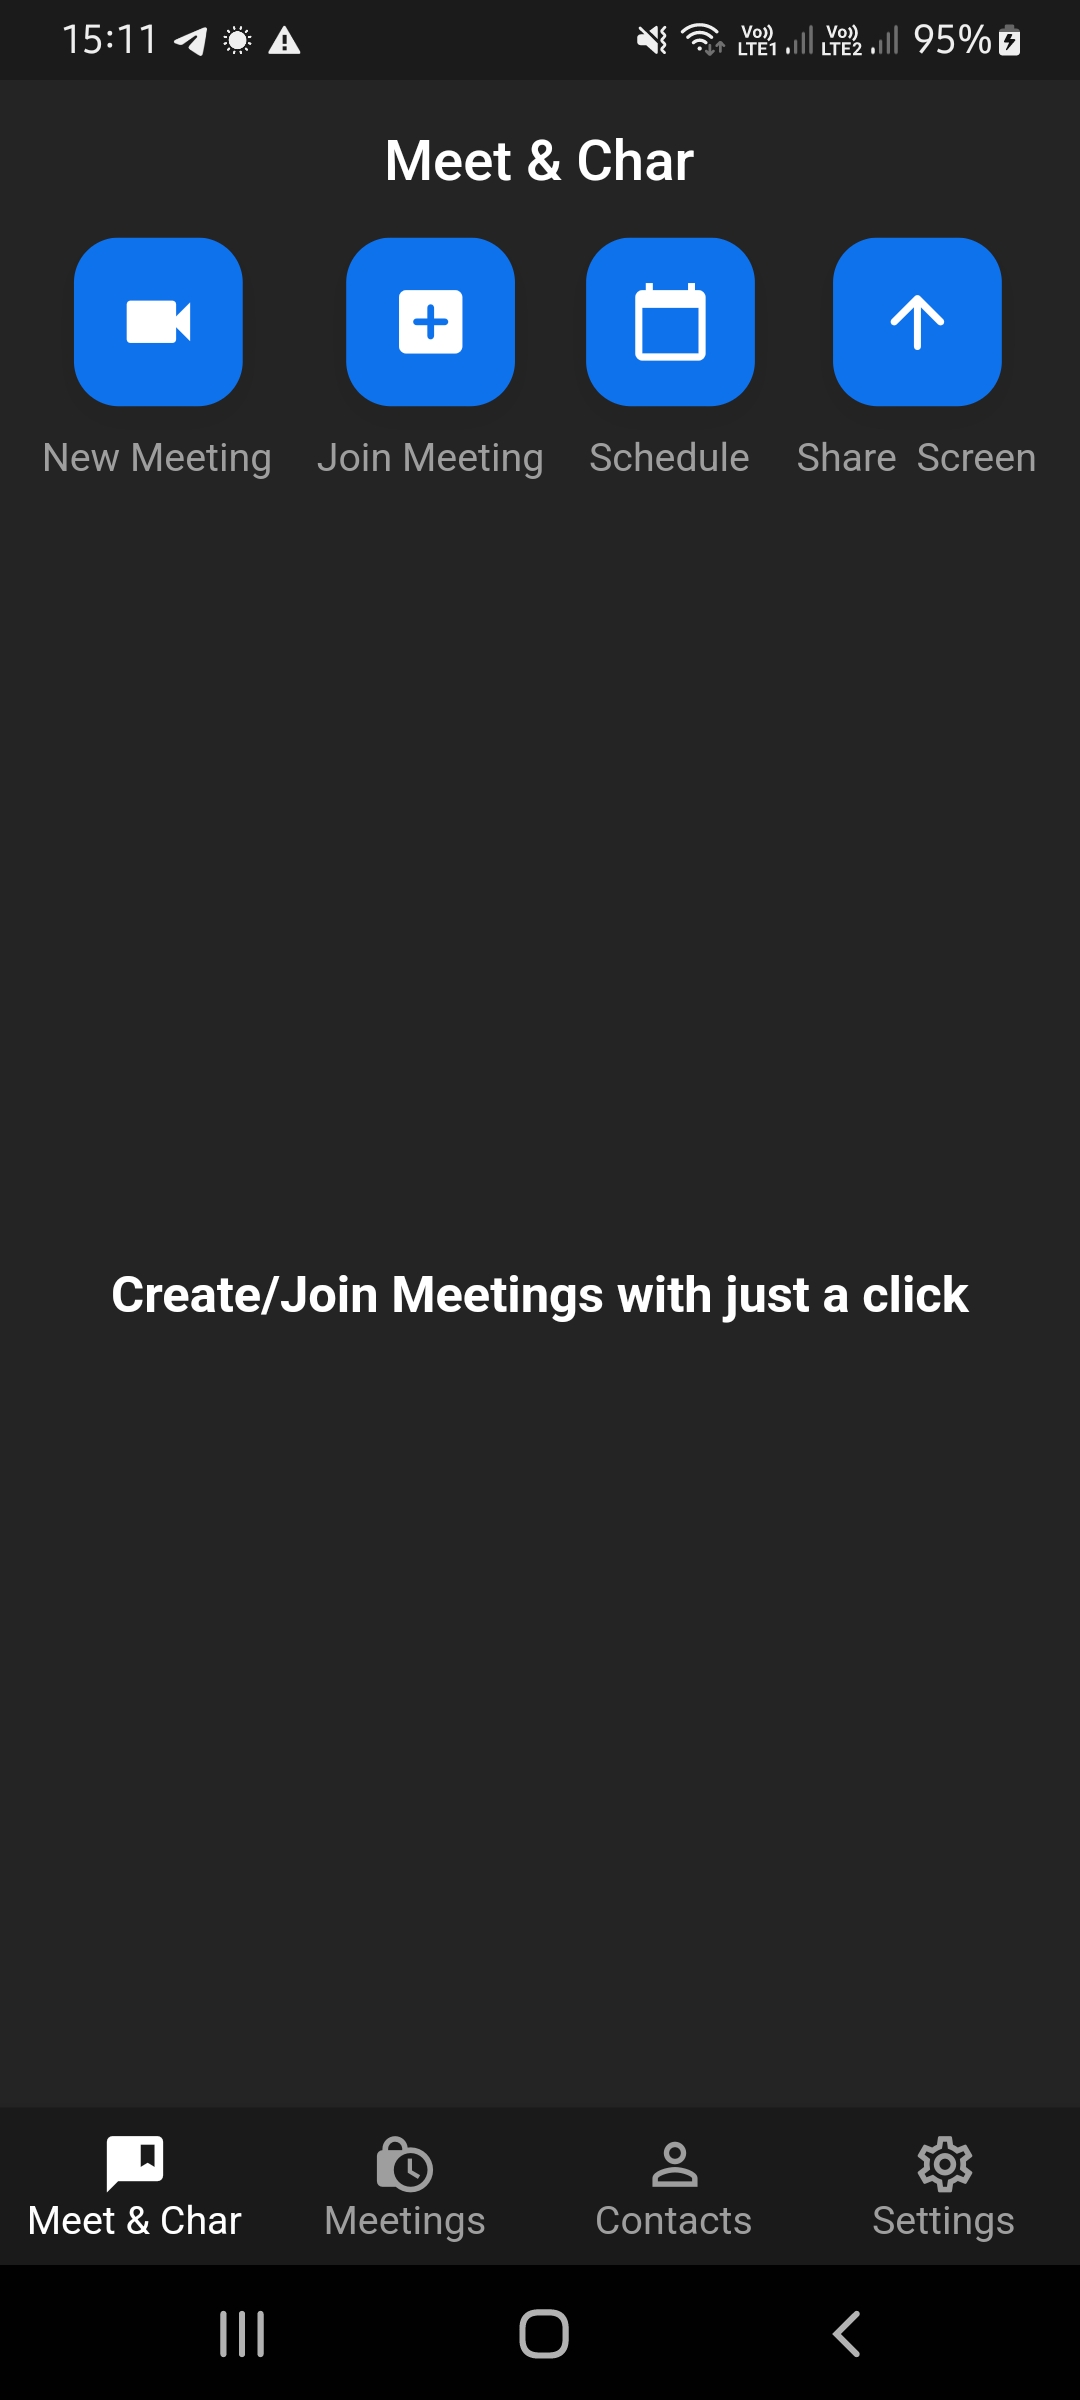 15:11
Vo)) LTE1 Vo)) LTE2 95%
Meet & Char
New Meeting Join Meeting Schedule Share Screen
Create/Join Meetings with just a click
Meet & Char Meetings Contacts Settings